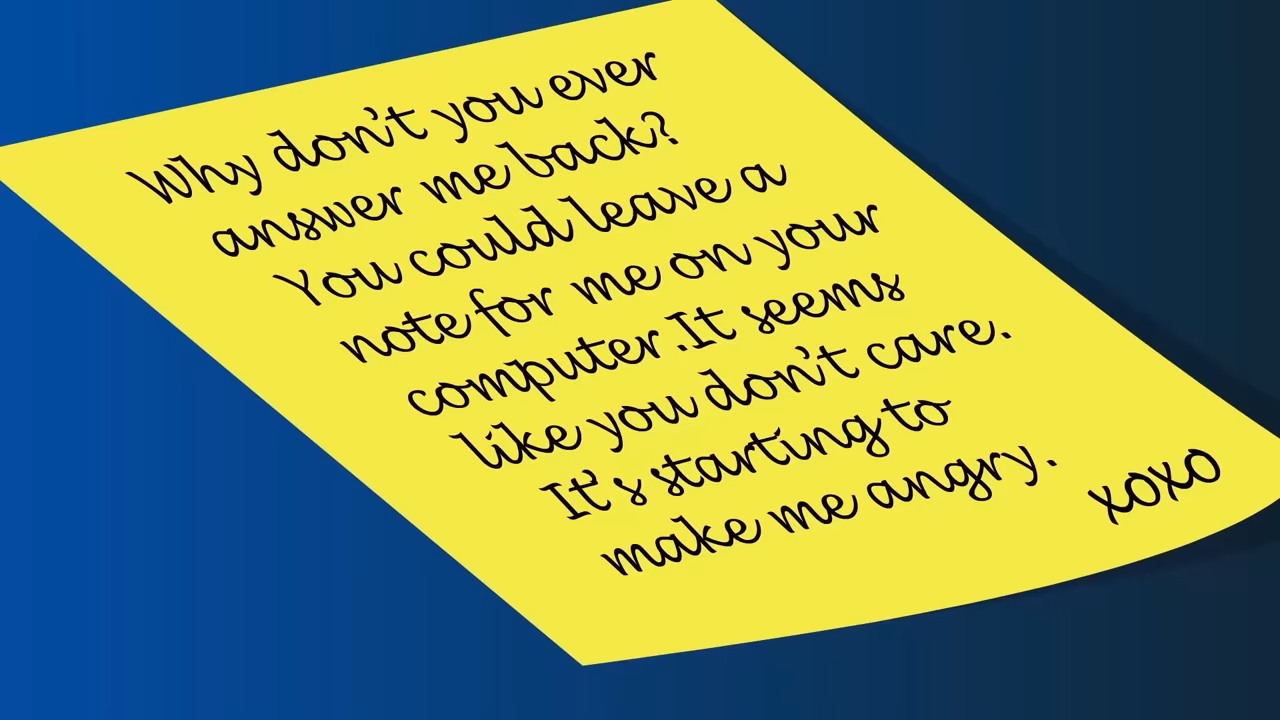 Why don't you ever
answer me back?
You could leave a
note for me on your
computer.It seems
like you don't care.
It's starting to
make me angry.
xoxo